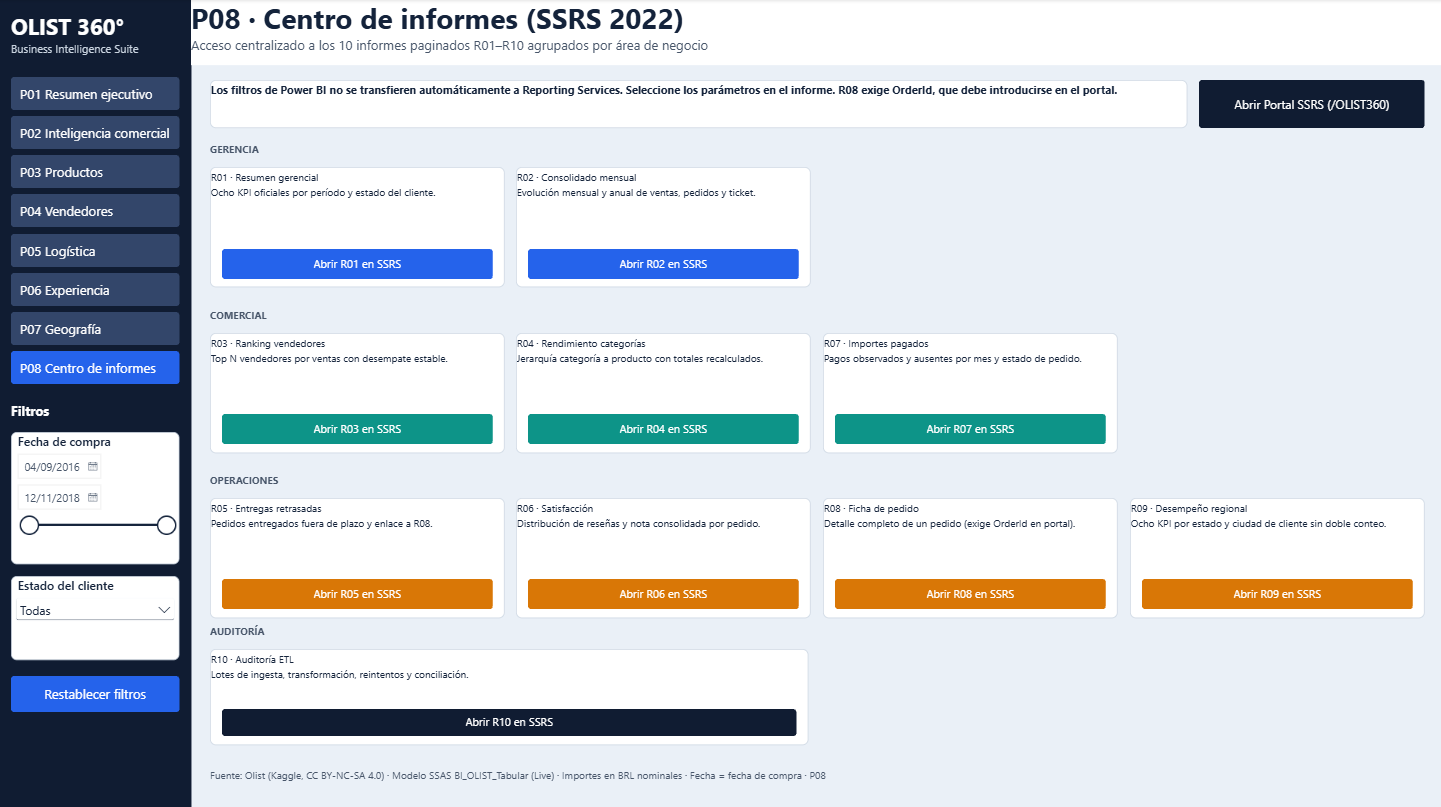 OLIST 360°
Business Intelligence Suite
P01 Resumen ejecutivo
P02 Inteligencia comercial
P03 Productos
P04 Vendedores
P05 Logística
P06 Experiencia
P07 Geografía
P08 Centro de informes
Filtros
Fecha de compra
04/09/2016
12/11/2018
Estado del cliente
Todas
Restablecer filtros
P08 · Centro de informes (SSRS 2022)
Acceso centralizado a los 10 informes paginados R01–R10 agrupados por área de negocio
Los filtros de Power BI no se transfieren automáticamente a Reporting Services. Seleccione los parámetros en el informe. R08 exige OrderId, que debe introducirse en el portal.
Abrir Portal SSRS (/OLIST360)
GERENCIA
R01 · Resumen gerencial
Ocho KPI oficiales por período y estado del cliente.
Abrir R01 en SSRS
R02 · Consolidado mensual
Evolución mensual y anual de ventas, pedidos y ticket.
Abrir R02 en SSRS
COMERCIAL
R03 · Ranking vendedores
Top N vendedores por ventas con desempate estable.
Abrir R03 en SSRS
R04 · Rendimiento categorías
Jerarquía categoría a producto con totales recalculados.
Abrir R04 en SSRS
R07 · Importes pagados
Pagos observados y ausentes por mes y estado de pedido.
Abrir R07 en SSRS
OPERACIONES
R05 · Entregas retrasadas
Pedidos entregados fuera de plazo y enlace a R08.
Abrir R05 en SSRS
R06 · Satisfacción
Distribución de reseñas y nota consolidada por pedido.
Abrir R06 en SSRS
R08 · Ficha de pedido
Detalle completo de un pedido (exige OrderId en portal).
Abrir R08 en SSRS
R09 · Desempeño regional
Ocho KPI por estado y ciudad de cliente sin doble conteo.
Abrir R09 en SSRS
AUDITORÍA
R10 · Auditoría ETL
Lotes de ingesta, transformación, reintentos y conciliación.
Abrir R10 en SSRS
Fuente: Olist (Kaggle, CC BY-NC-SA 4.0) · Modelo SSAS BI_OLIST_Tabular (Live) · Importes en BRL nominales · Fecha = fecha de compra · P08